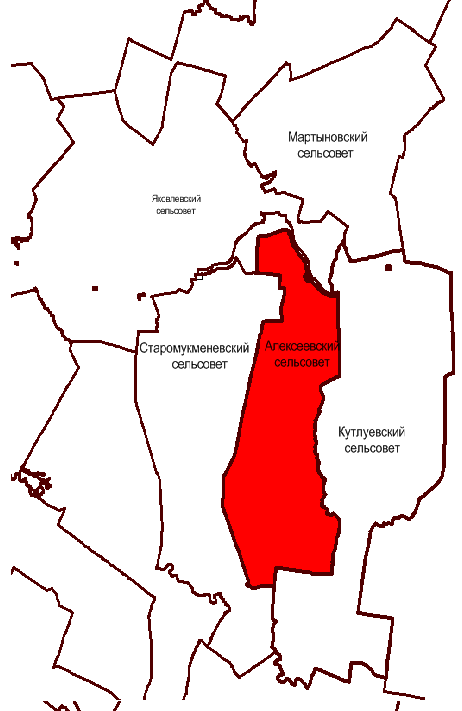 Мартыновский
сельсовет
Яковлевский
сельсовет
Старомукменевский
сельсовет
Алексеевский
сельсовет
Кутлуевский
сельсовет